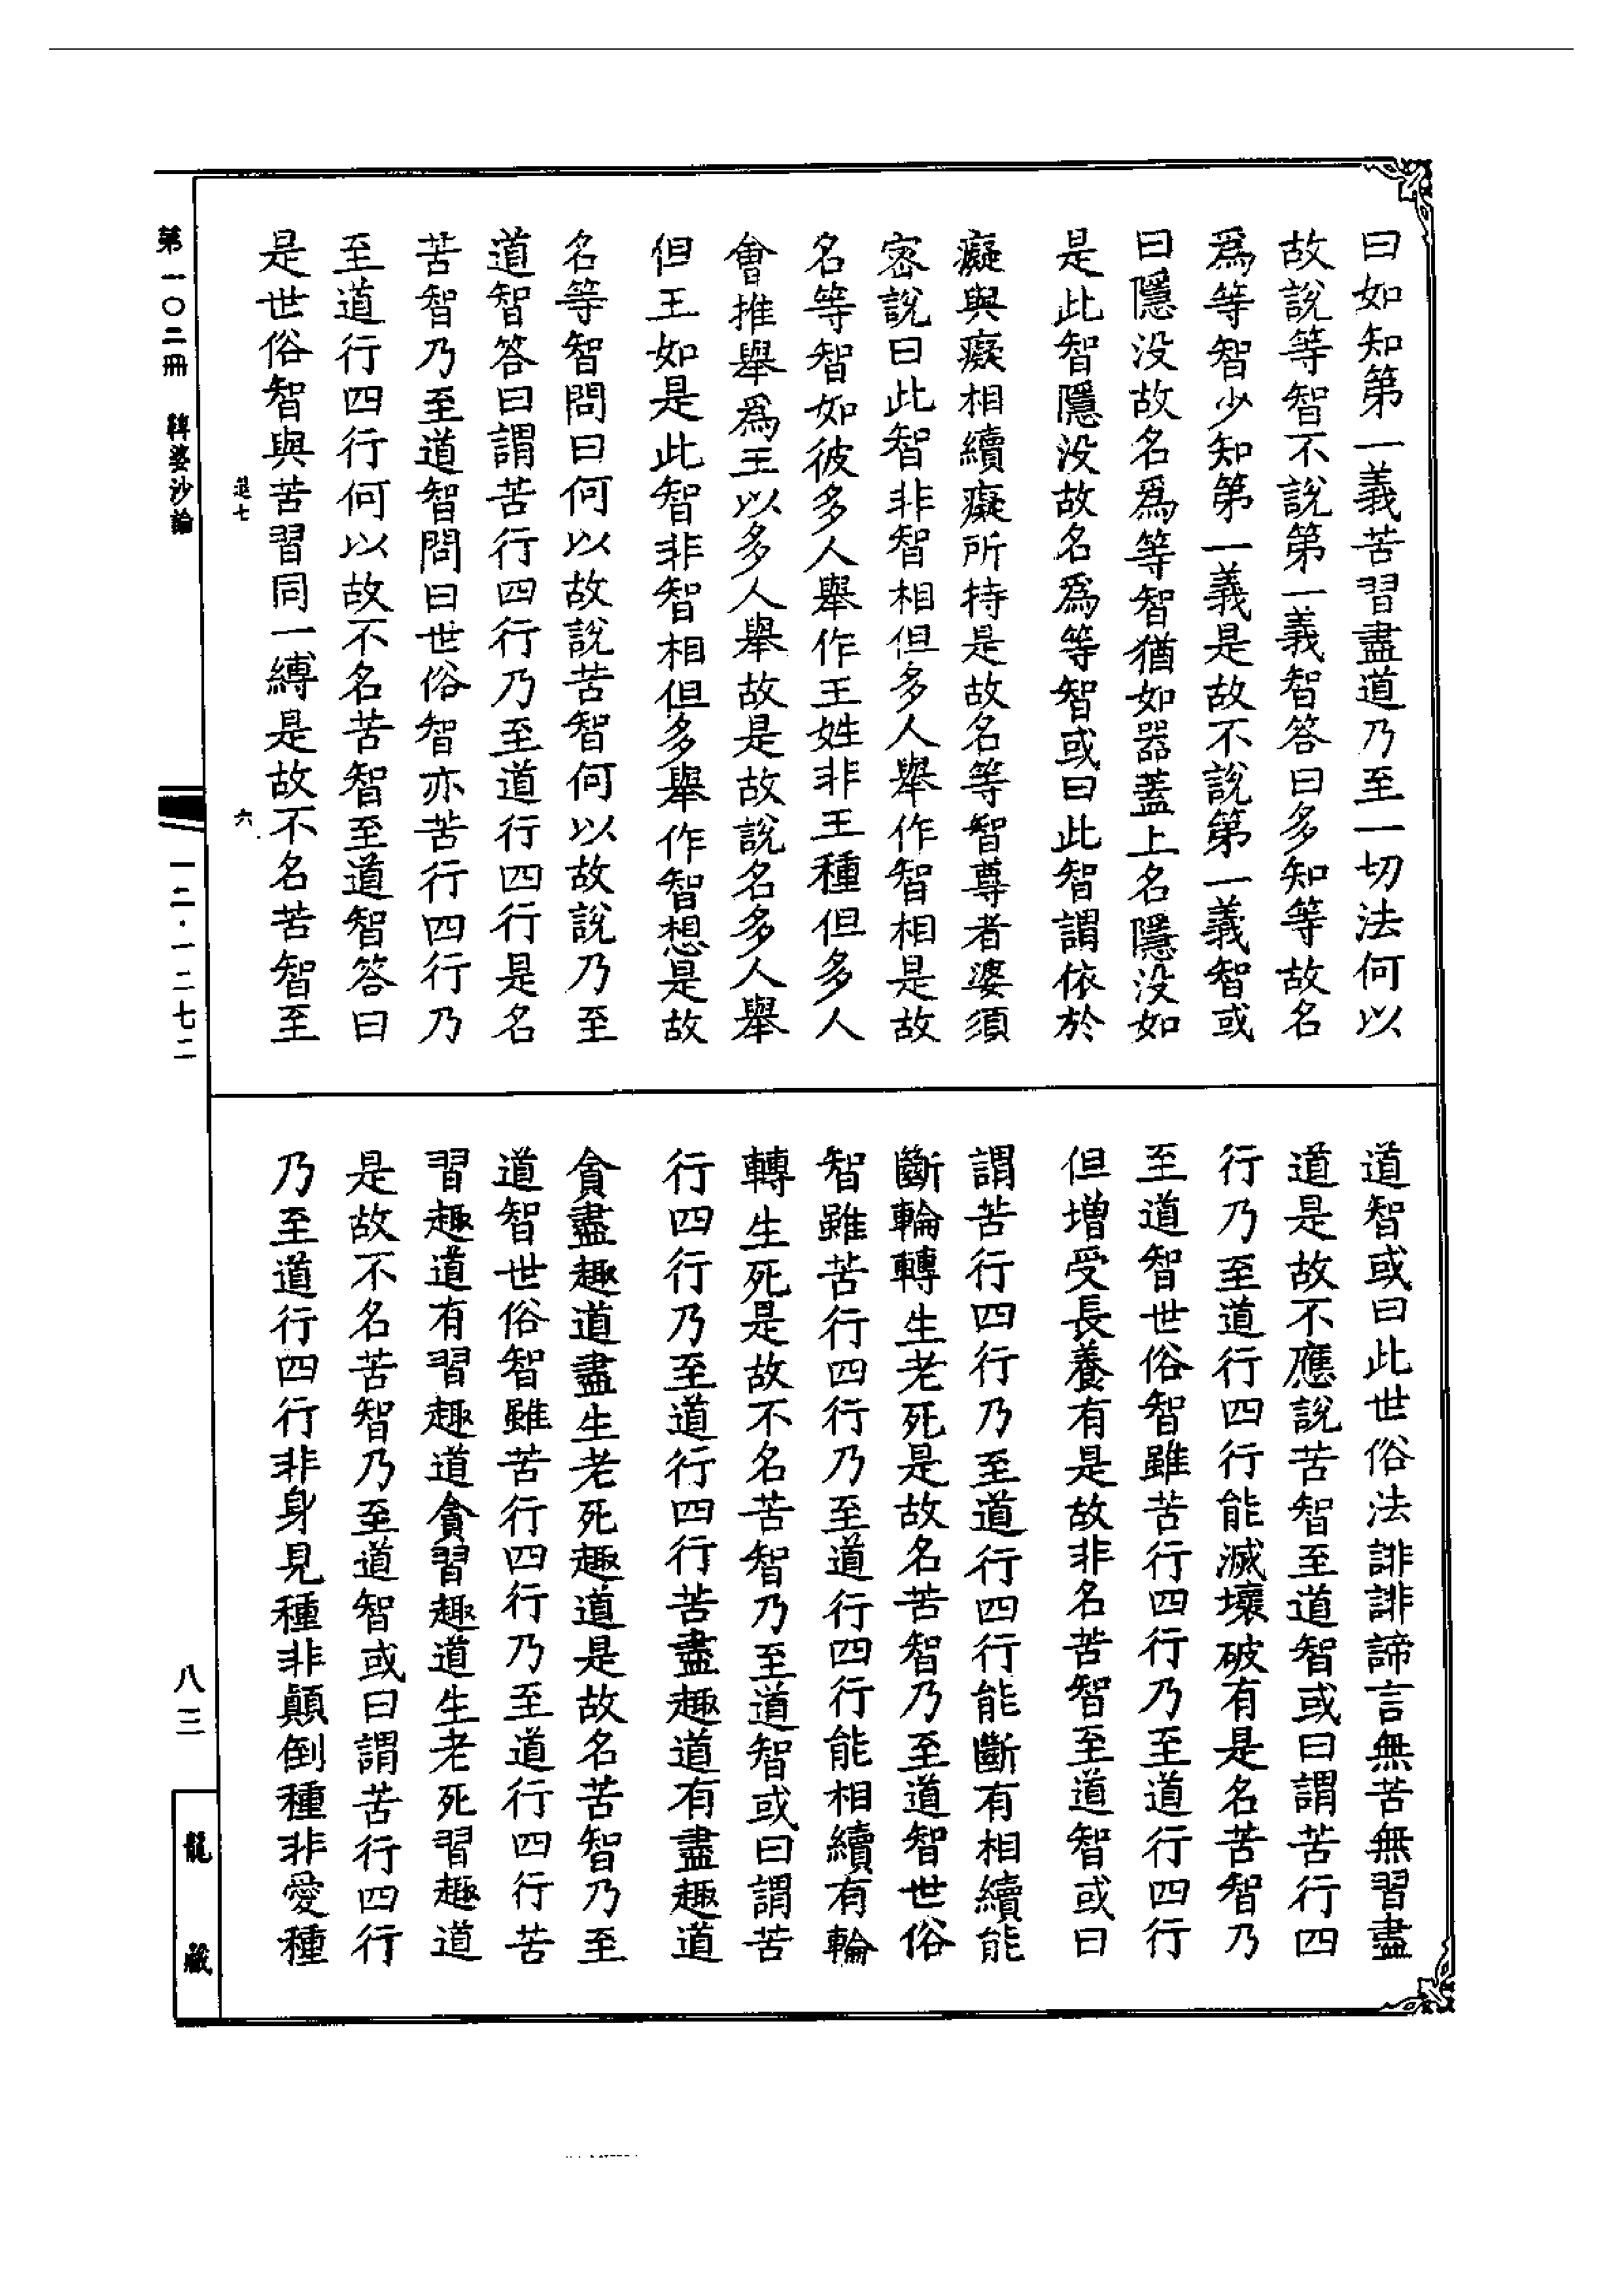 曰如知第一義苦習盡道乃至一切法何以
故說等智不說第一義智答曰多知等故名
爲等智少知第一義是故不說第一義智或
曰隱没故名爲等智猶如器蓋上名隱没如
是此智隱没故名爲等智或曰此智謂依於
癡與癡相續癡所持是故名等智尊者婆須
密說曰此智非智相但多人舉作智相是故
名等智如彼多人舉作王姓非王種但多人
會推舉爲王以多人舉故是故說名多人舉
但王如是此智非智相但多舉作智想是故
名等智問曰何以故說苦智何以故說乃至
道智答曰謂苦行四行乃至道行四行是名
苦智乃至道智問曰世俗智亦苦行四行乃
至道行四行何以故不名苦智至道智答曰
是世俗智與苦習同一縛是故不名苦智至
道智或曰此世俗法誹誹諦言無苦無習盡
道是故不應說苦智至道智或曰謂苦行四
行乃至道行四行能滅壞破有是名苦智乃
至道智世俗智雖苦行四行乃至道行四行
但增受長養有是故非名苦智至道智或曰
謂苦行四行乃至道行四行能斷有相續能
斷輪轉生老死是故名苦智乃至道智世俗
智雖苦行四行乃至道行四行能相續有輪
轉生死是故不名苦智乃至道智或曰謂苦
行四行乃至道行四行苦盡趣道有盡趣道
貪盡趣道盡生老死趣道是故名苦智乃至
道智世俗智雖苦行四行乃至道行四行苦
習趣道有習趣道貪習趣道生老死習趣道
是故不名苦智乃至道智或曰謂苦行四行
乃至道行四行非身見種非顛倒種非愛種
第一〇二冊　鞞婆沙論
六
一二·一二七二
八三
龍藏